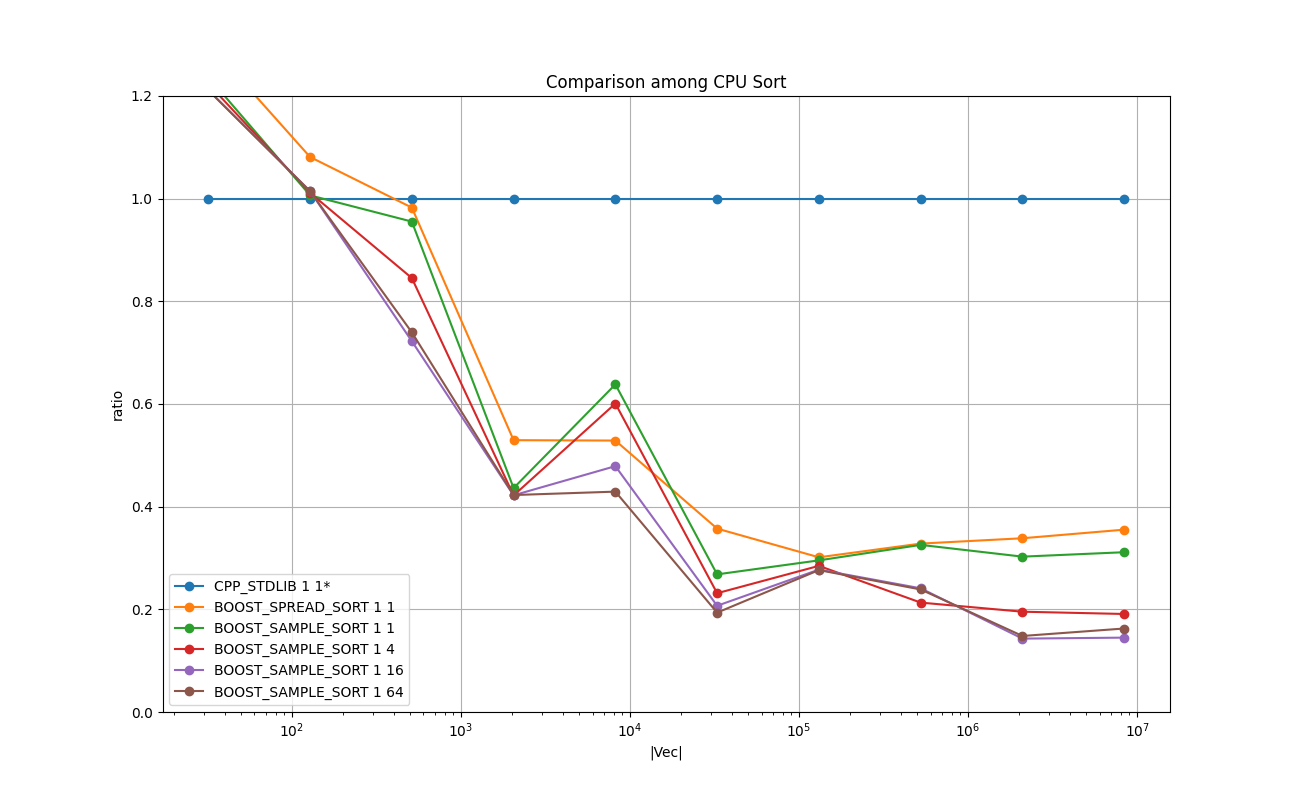 Comparison among CPU Sort
1.2
1.0
0.8
0.6
0.4
0.2
0.0
ratio
CPP_STDLIB 1 1*
BOOST_SPREAD_SORT 1 1
BOOST_SAMPLE_SORT 1 1
BOOST_SAMPLE_SORT 1 4
BOOST_SAMPLE_SORT 1 16
BOOST_SAMPLE_SORT 1 64
10² 10³ 10⁴ 10⁵ 10⁶ 10⁷
|Vec|